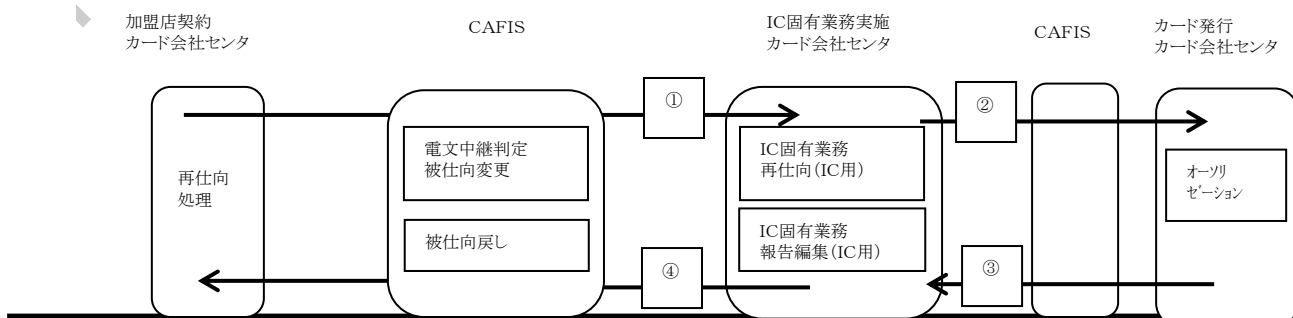 加盟店契約
カード会社センタ
CAFIS
IC固有業務実施
カード会社センタ
CAFIS
カード発行
カード会社センタ
①
②
電文中継判定
被仕向変更
IC固有業務
再仕向(IC用)
再仕向
処理
オーソリ
ゼーション
被仕向戻し
IC固有業務
報告編集(IC用)
④
③